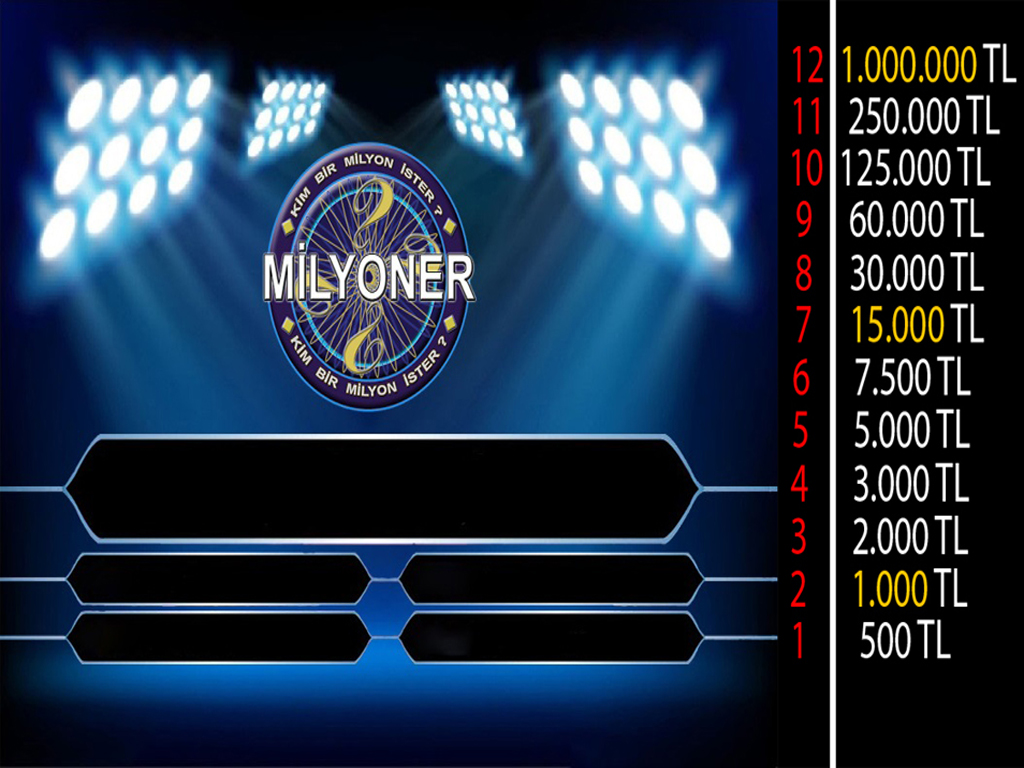 KİM BİR MİLYON İSTER ?
MİLYONER
KİM BİR MİLYON İSTER ?
12 1.000.000 TL
11 250.000 TL
10 125.000 TL
9 60.000 TL
8 30.000 TL
7 15.000 TL
6 7.500 TL
5 5.000 TL
4 3.000 TL
3 2.000 TL
2 1.000 TL
1 500 TL